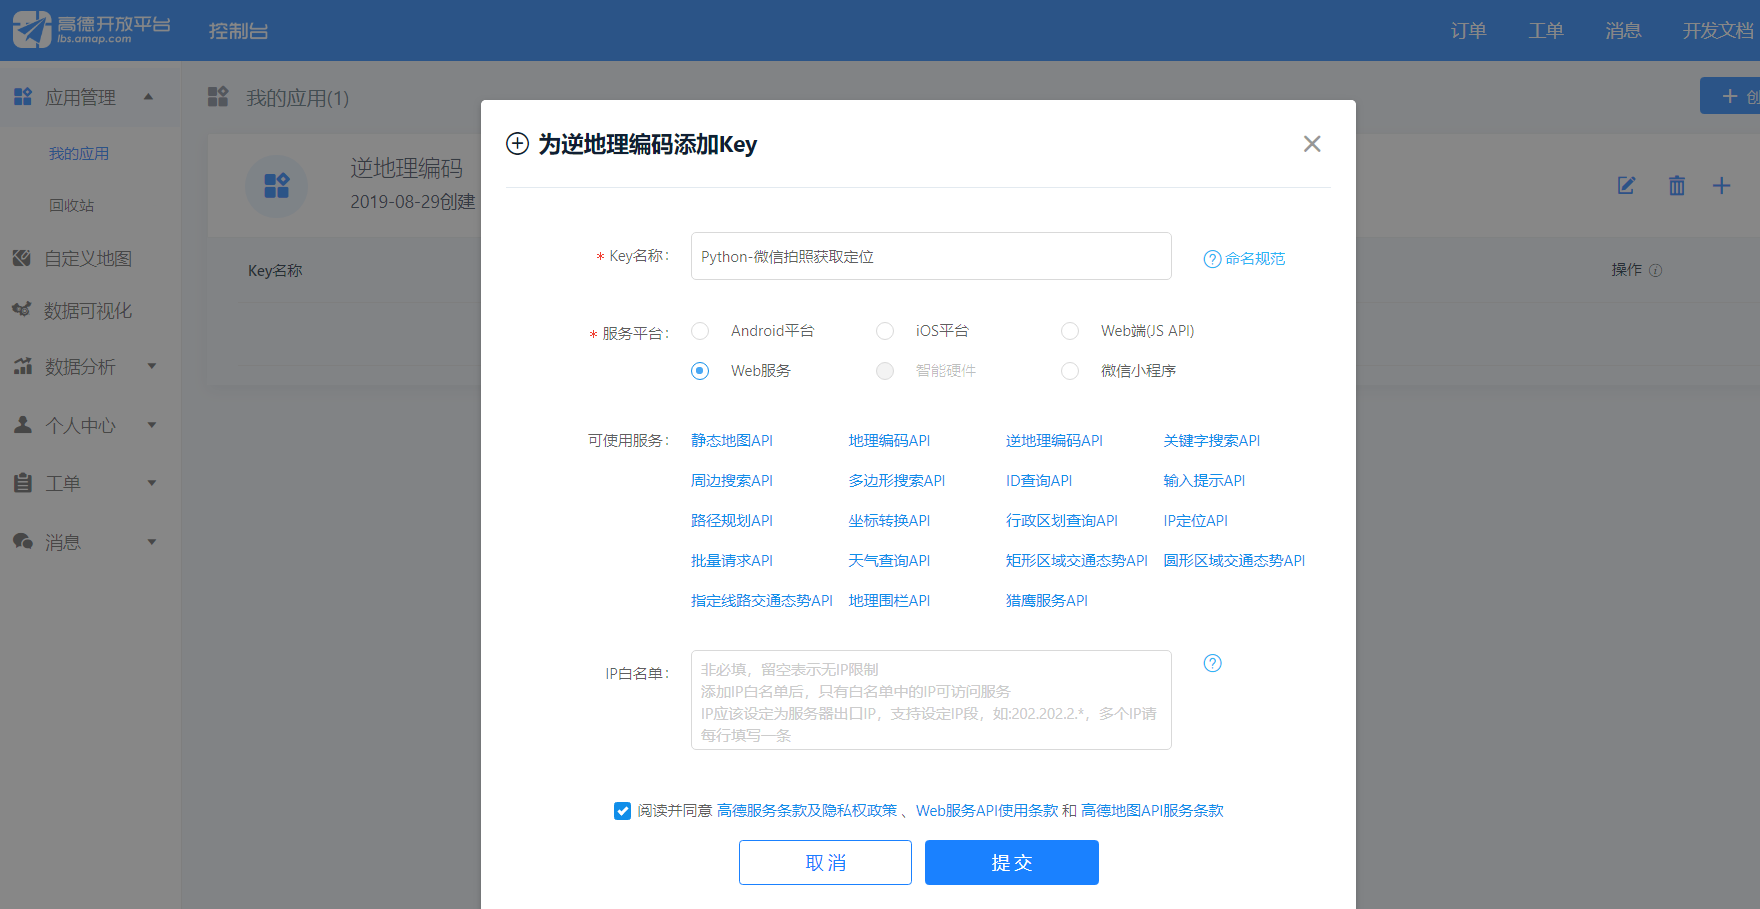 高德开放平台
lbs.amap.com
控制台
订单
工单
消息
开发文档
应用管理
我的应用
回收站
自定义地图
数据可视化
数据分析
个人中心
工单
消息
我的应用(1)
逆地理编码
2019-08-29创建
Key名称
操作
为逆地理编码添加Key
* Key名称：
Python-微信拍照获取定位
命名规范
* 服务平台：
Android平台
iOS平台
Web端(JS API)
Web服务
智能硬件
微信小程序
可使用服务：
静态地图API
地理编码API
逆地理编码API
关键字搜索API
周边搜索API
多边形搜索API
ID查询API
输入提示API
路径规划API
坐标转换API
行政区划查询API
IP定位API
批量请求API
天气查询API
矩形区域交通态势API
圆形区域交通态势API
指定线路交通态势API
地理围栏API
猎鹰服务API
IP白名单：
非必填，留空表示无IP限制
添加IP白名单后，只有白名单中的IP可访问服务
IP应该设定为服务器出口IP，支持设定IP段，如:202.202.2.*，多个IP请
每行填写一条
阅读并同意 高德服务条款及隐私权政策 、Web服务API使用条款 和 高德地图API服务条款
取消
提交